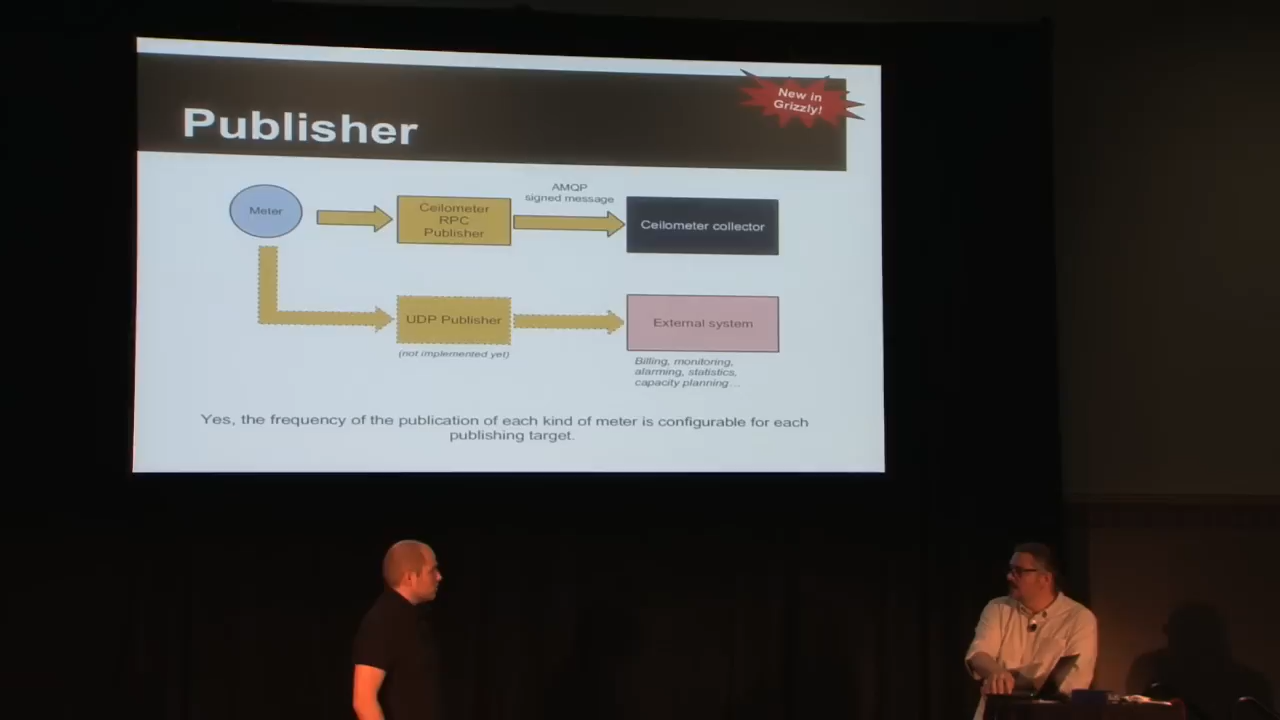 New in
Grizzly!
Publisher
AMQP
signed message
Meter
Ceilometer
RPC
Publisher
Ceilometer collector
UDP Publisher
External system
(not implemented yet)
Billing, monitoring,
alarming, statistics,
capacity planning...
Yes, the frequency of the publication of each kind of meter is configurable for each
publishing target.